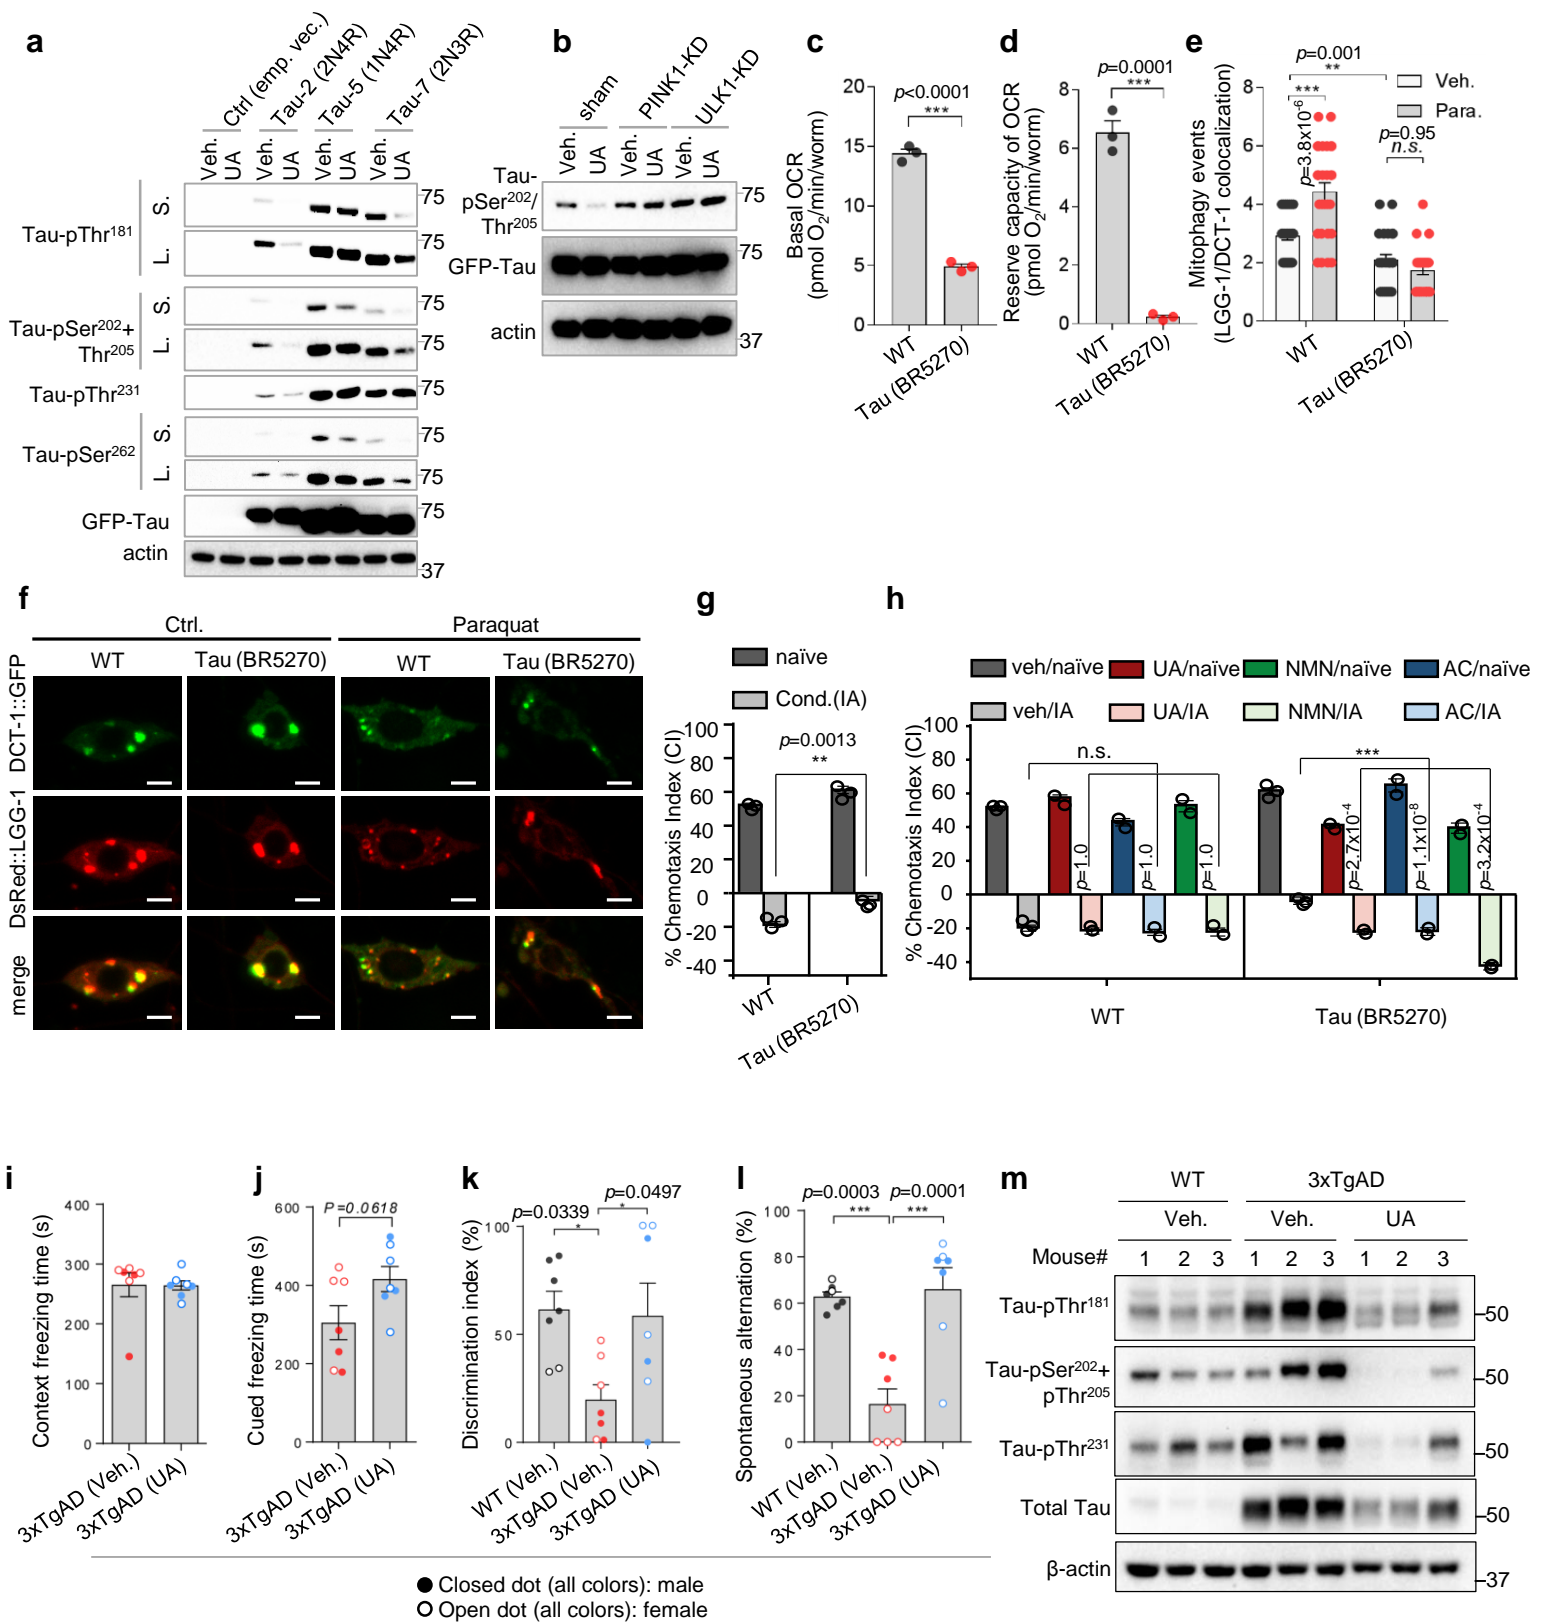 a
Ctrl (emp. vec.)
Tau-2 (2N4R)
Tau-5 (1N4R)
Tau-7 (2N3R)
Veh. UA Veh. UA Veh. UA Veh. UA
Tau-pThr181
S. 75
L. 75
Tau-pSer202+
Thr205
S. 75
L. 75
Tau-pThr231 75
Tau-pSer262
S. 75
L. 75
GFP-Tau 75
actin 37
b
sham
PINK1-KD
ULK1-KD
Veh. UA Veh. UA Veh. UA
Tau-
pSer202/
Thr205
75
GFP-Tau 75
actin 37
c
Basal OCR
(pmol O2/min/worm)
p<0.0001
***
20
15
10
5
0
WT
Tau (BR5270)
d
Reserve capacity of OCR
(pmol O2/min/worm)
p=0.0001
***
8
6
4
2
0
WT
Tau (BR5270)
e
Mitophagy events
(LGG-1/DCT-1 colocalization)
p=0.001
**
***
p=3.8x10-6
p=0.95
n.s.
Veh.
Para.
8
6
4
2
0
WT
Tau (BR5270)
f
Ctrl. Paraquat
WT Tau (BR5270) WT Tau (BR5270)
DCT-1::GFP
DsRed::LGG-1
merge
g
naïve
Cond.(IA)
% Chemotaxis Index (CI)
p=0.0013
**
100
80
60
40
20
0
-20
-40
WT
Tau (BR5270)
h
veh/naïve UA/naïve NMN/naïve AC/naïve
veh/IA UA/IA NMN/IA AC/IA
% Chemotaxis Index (CI)
100
80
60
40
20
0
-20
-40
n.s.
p=1.0
p=1.0
p=1.0
***
p=2.7x10-4
p=1.1x10-8
p=3.2x10-4
WT Tau (BR5270)
i
Context freezing time (s)
400
300
200
100
0
3xTgAD (Veh.)
3xTgAD (UA)
j
Cued freezing time (s)
P=0.0618
600
400
200
0
3xTgAD (Veh.)
3xTgAD (UA)
k
Discrimination index (%)
p=0.0339
*
p=0.0497
*
100
50
0
WT (Veh.)
3xTgAD (Veh.)
3xTgAD (UA)
l
Spontaneous alternation (%)
p=0.0003 p=0.0001
*** ***
100
80
60
40
20
0
WT (Veh.)
3xTgAD (Veh.)
3xTgAD (UA)
Closed dot (all colors): male
Open dot (all colors): female
m
WT 3xTgAD
Veh. Veh. UA
Mouse# 1 2 3 1 2 3 1 2 3
Tau-pThr181 50
Tau-pSer202+
pThr205
50
Tau-pThr231 50
Total Tau 50
β-actin 37